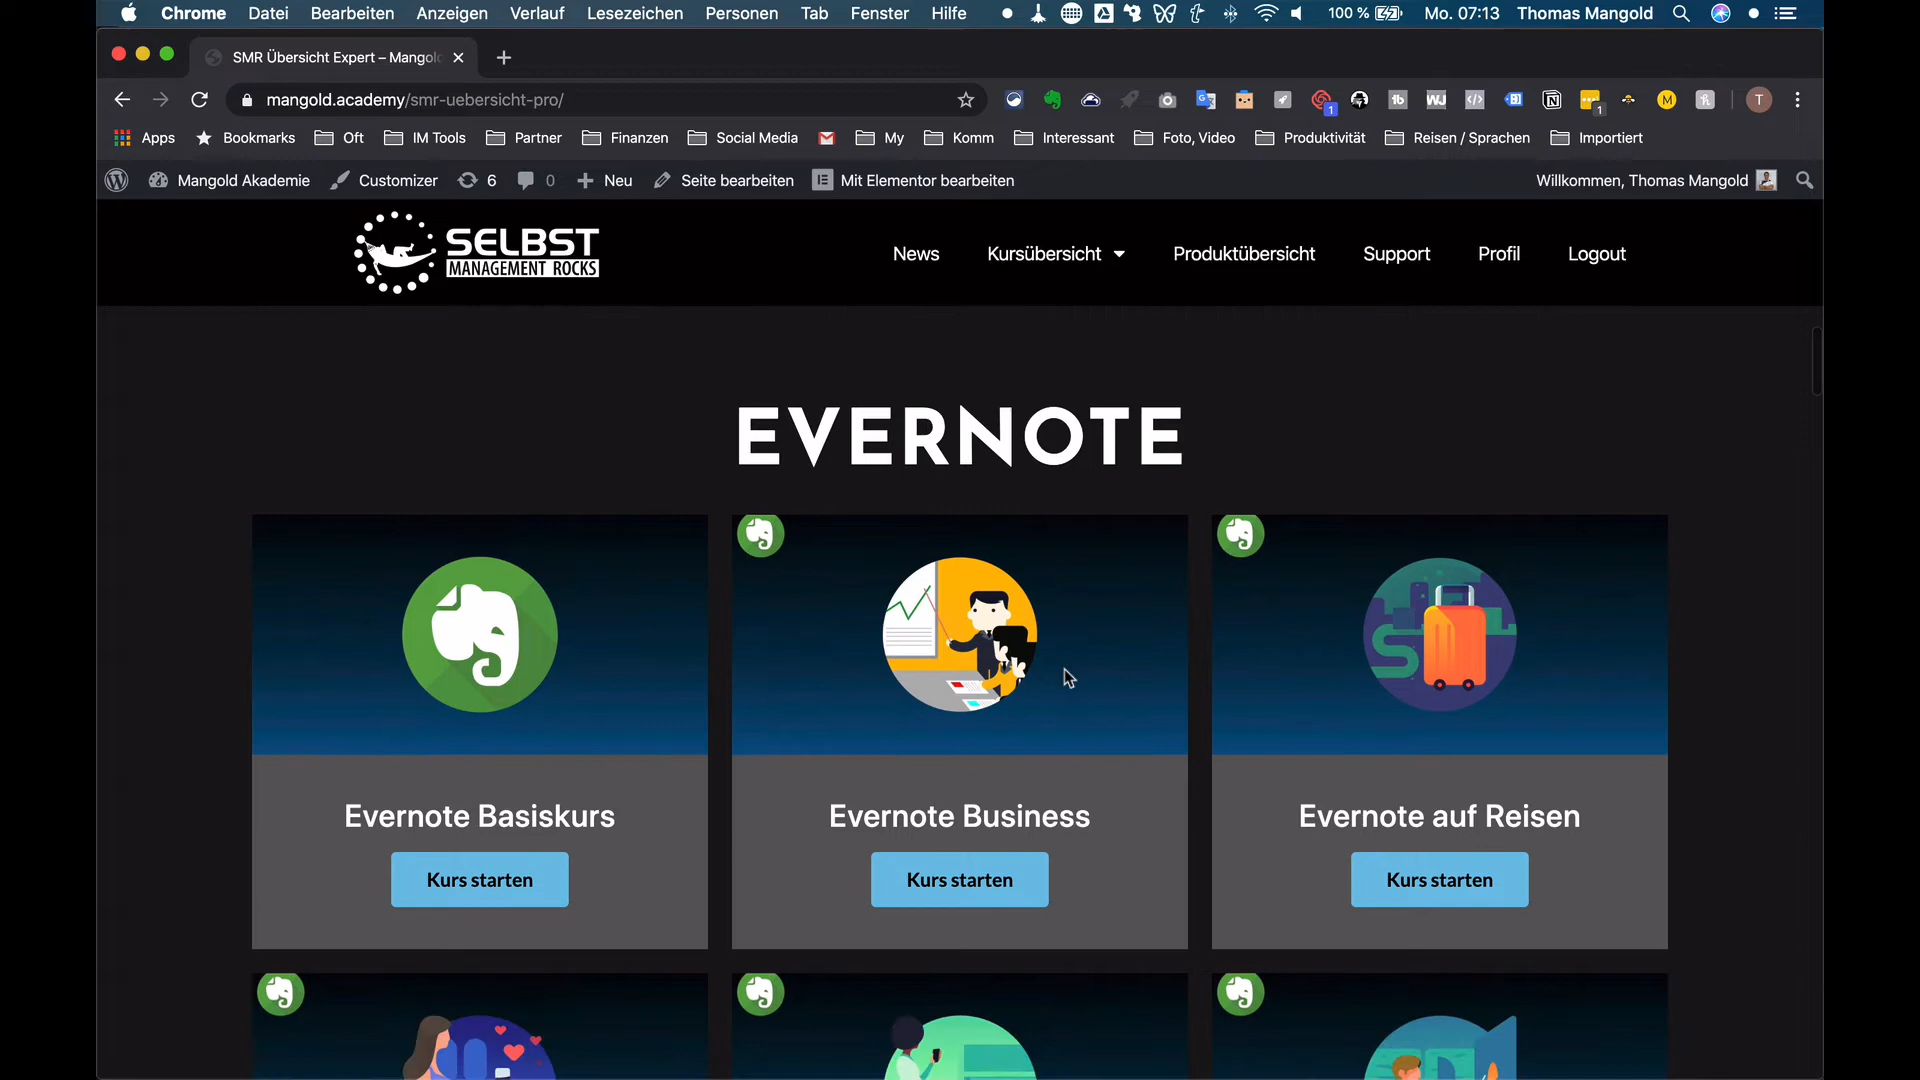 Chrome Datei Bearbeiten Anzeigen Verlauf Lesezeichen Personen Tab Fenster Hilfe 100 % Mo. 07:13 Thomas Mangold
SMR Übersicht Expert – Mangol
mangold.academy/smr-uebersicht-pro/
Apps Bookmarks Oft IM Tools Partner Finanzen Social Media My Komm Interessant Foto, Video Produktivität Reisen / Sprachen Importiert
Mangold Akademie Customizer 6 0 Neu Seite bearbeiten Mit Elementor bearbeiten Willkommen, Thomas Mangold
SELBST
MANAGEMENT ROCKS
News Kursübersicht Produktübersicht Support Profil Logout
EVERNOTE
Evernote Basiskurs Evernote Business Evernote auf Reisen
Kurs starten Kurs starten Kurs starten